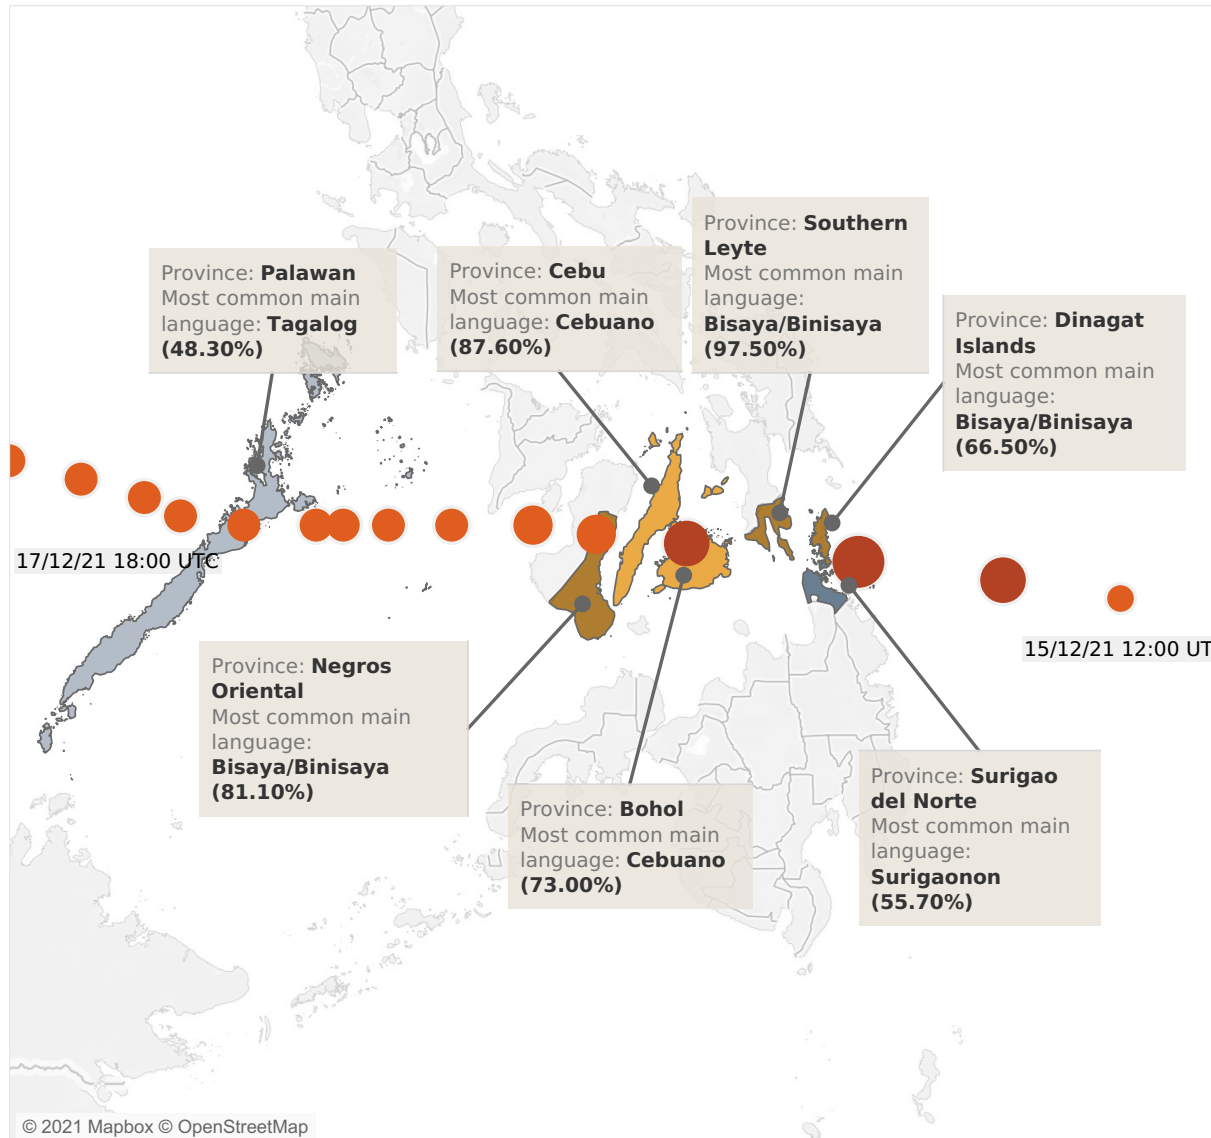 Province: Southern
Leyte
Most common main
language:
Bisaya/Binisaya
(97.50%)
Province: Palawan
Most common main
language: Tagalog
(48.30%)
Province: Cebu
Most common main
language: Cebuano
(87.60%)
Province: Dinagat
Islands
Most common main
language:
Bisaya/Binisaya
(66.50%)
17/12/21 18:00 UTC
15/12/21 12:00 UT
Province: Negros
Oriental
Most common main
language:
Bisaya/Binisaya
(81.10%)
Province: Bohol
Most common main
language: Cebuano
(73.00%)
Province: Surigao
del Norte
Most common main
language:
Surigaonon
(55.70%)
© 2021 Mapbox © OpenStreetMap